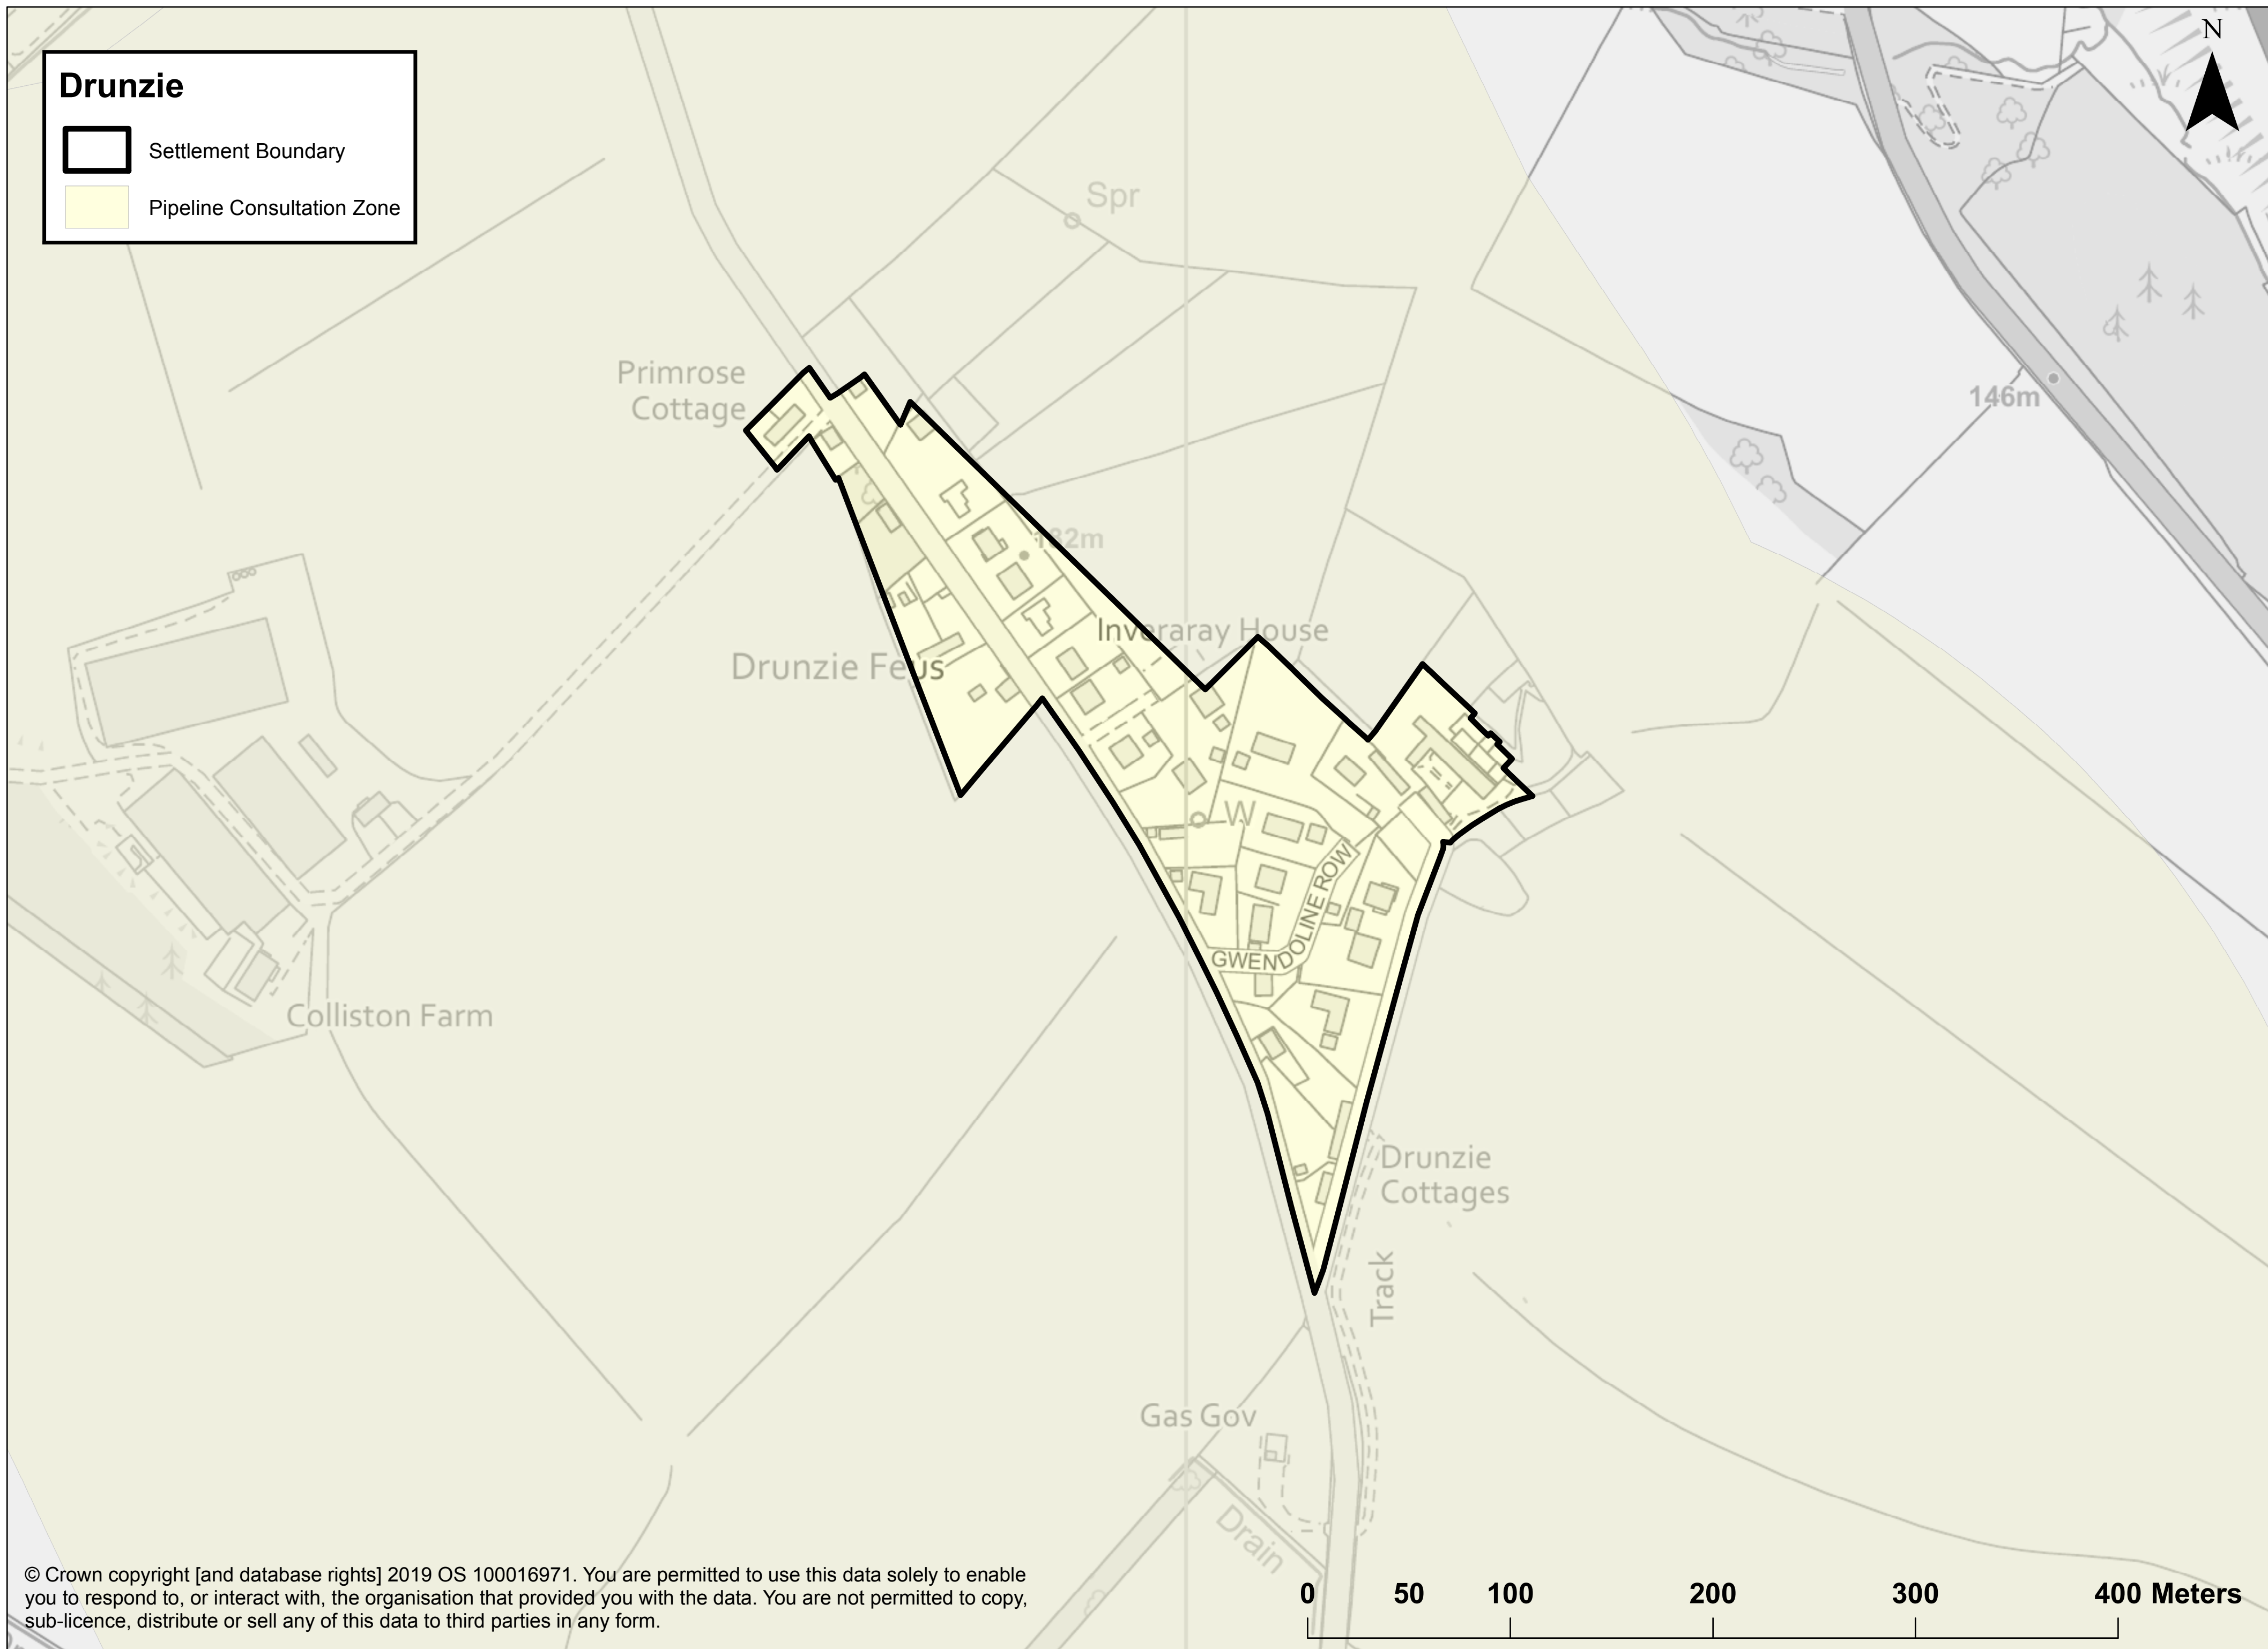 Drunzie
Settlement Boundary
Pipeline Consultation Zone
N
Spr
146m
Primrose
Cottage
Inveraray House
Drunzie Feus
W
GWENDOLINE ROW
Colliston Farm
Drunzie
Cottages
Track
Gas Gov
Drain
© Crown copyright [and database rights] 2019 OS 100016971. You are permitted to use this data solely to enable
you to respond to, or interact with, the organisation that provided you with the data. You are not permitted to copy,
sub-licence, distribute or sell any of this data to third parties in any form.
0 50 100 200 300 400 Meters